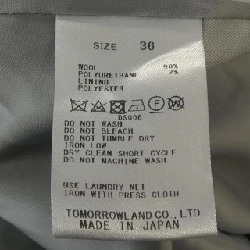 SIZE 36
WOOL 98%
POLYURETHANE 2%
LINING
POLYESTER
DO NOT WASH
DO NOT BLEACH
DO NOT TUMBLE DRY
IRON LOW
DRY CLEAN SHORT CYCLE
DO NOT MACHINE WASH
USE LAUNDRY NET
IRON WITH PRESS CLOTH
TOMORROWLAND CO., LTD
MADE IN JAPAN